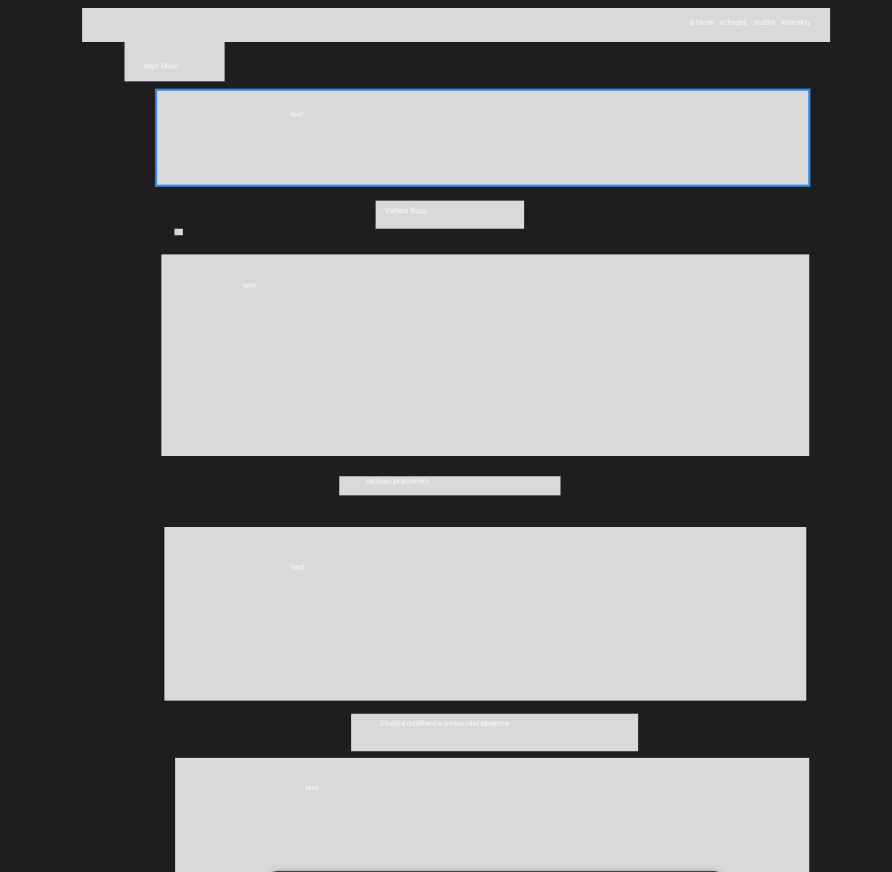 o škole uchazeč služby kontakty
logo školy
text
Vedení školy
text
vedoucí pracovníci
text
Studijní oddělení a omlouvání absence
text